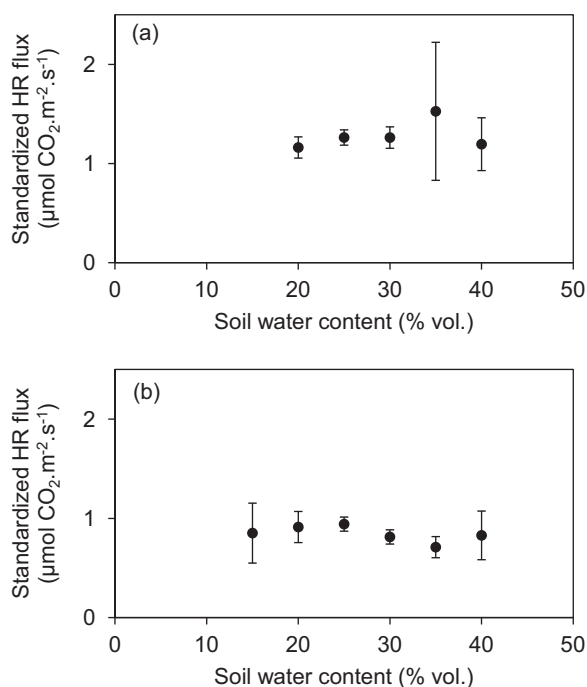 (a)
Standardized HR flux
(µmol CO₂.m⁻².s⁻¹)
2
1
0
0 10 20 30 40 50
Soil water content (% vol.)
(b)
Standardized HR flux
(µmol CO₂.m⁻².s⁻¹)
2
1
0
0 10 20 30 40 50
Soil water content (% vol.)